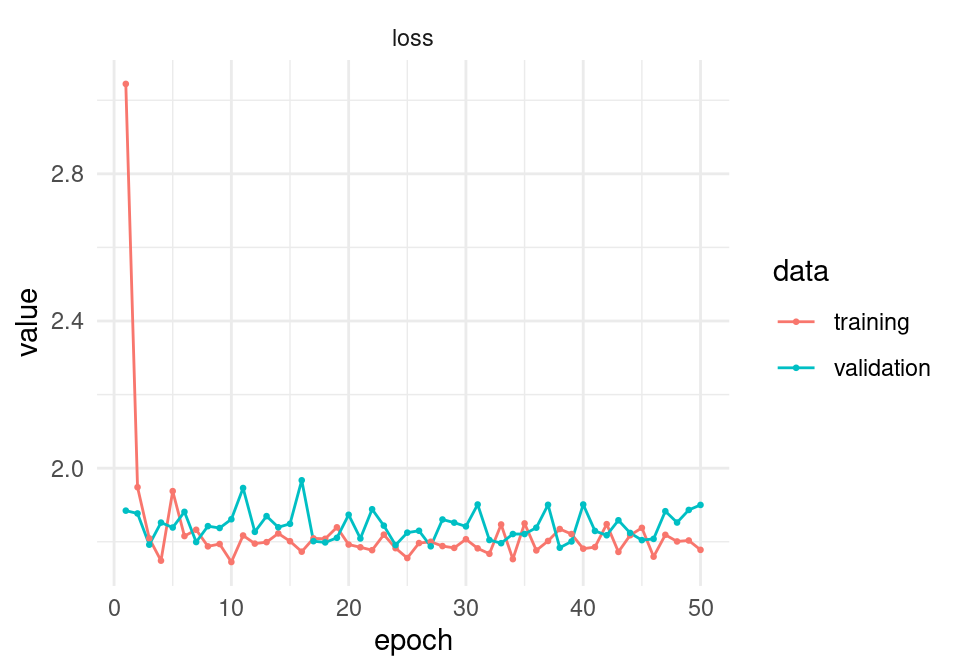 loss
value
2.8
2.4
2.0
0 10 20 30 40 50
epoch
data
training
validation